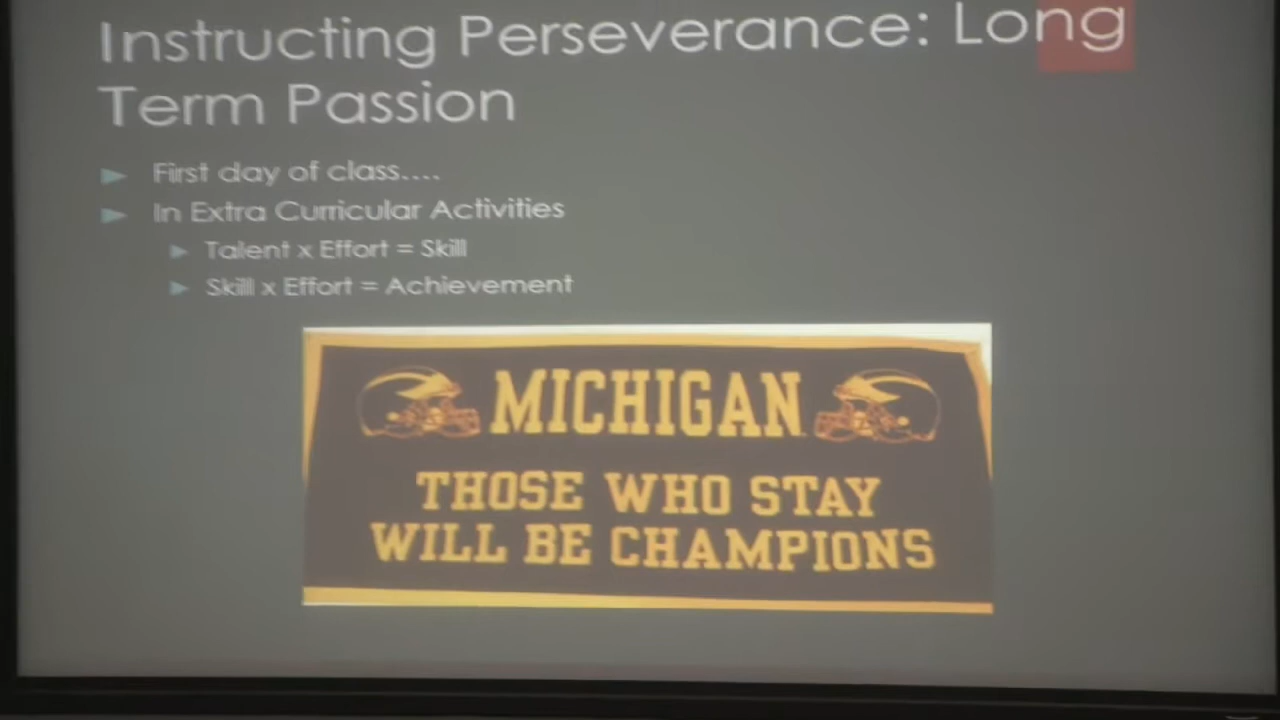 Instructing Perseverance: Long
Term Passion
First day of class....
In Extra Curricular Activities
Talent x Effort = Skill
Skill x Effort = Achievement
MICHIGAN
THOSE WHO STAY
WILL BE CHAMPIONS